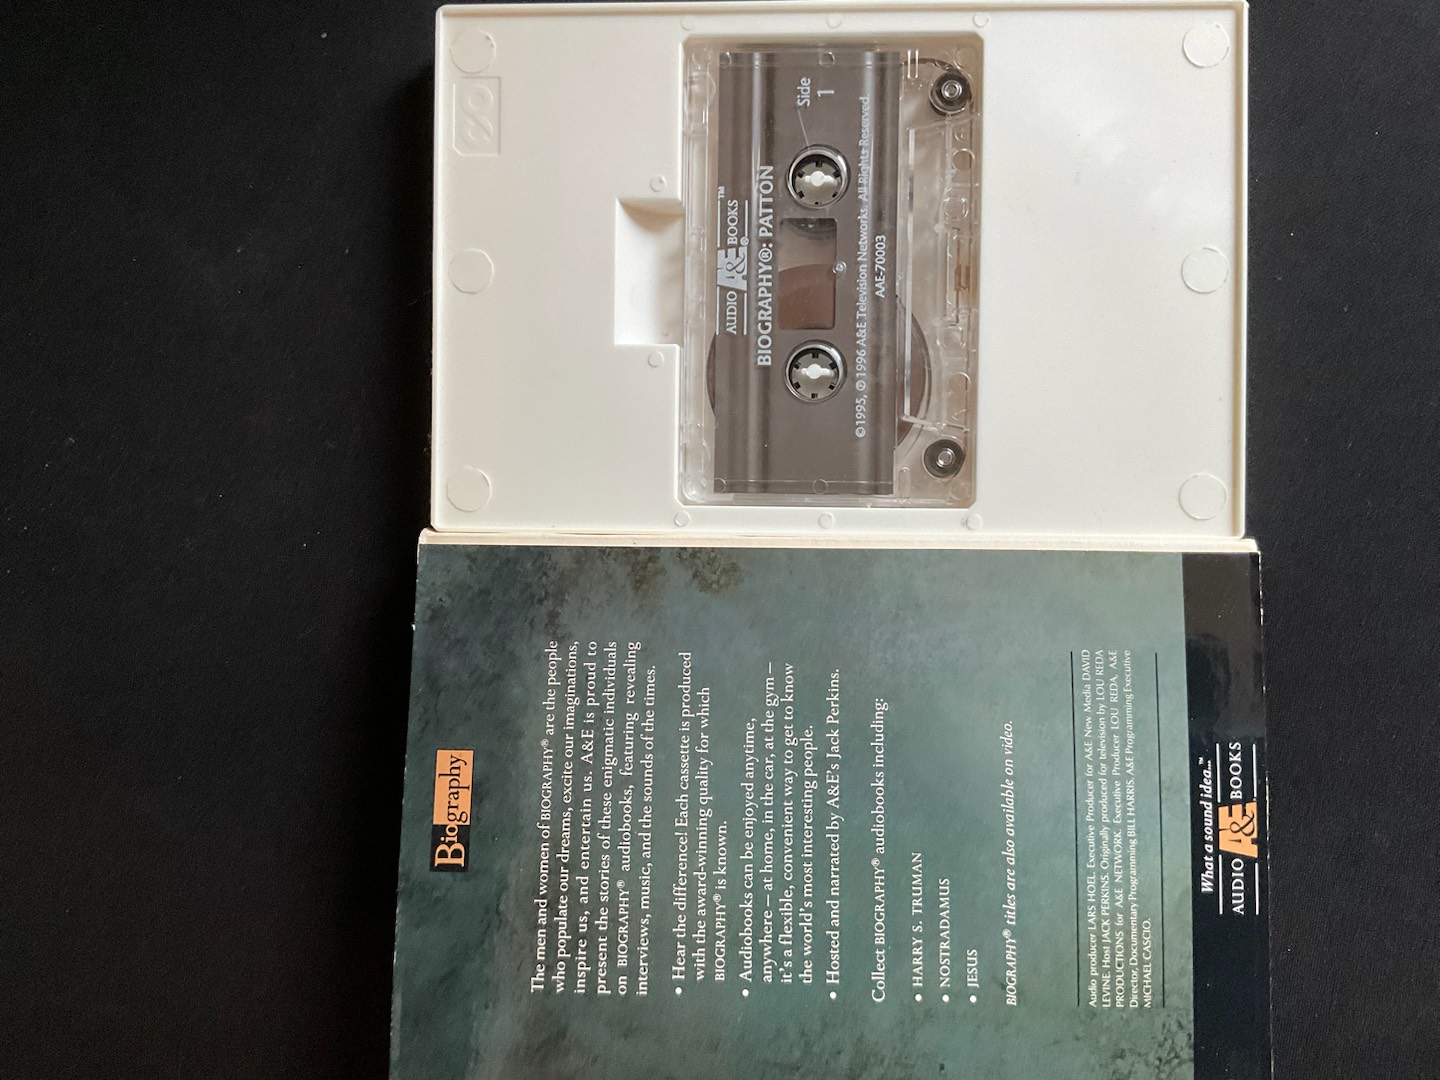 AUDIO A&E® BOOKS™
BIOGRAPHY®: PATTON
Side
1
©1995, ℗1996 A&E Television Networks. All Rights Reserved.
AAE-70003
Biography
The men and women of BIOGRAPHY® are the people
who populate our dreams, excite our imaginations,
inspire us, and entertain us. A&E is proud to
present the stories of these enigmatic individuals
on BIOGRAPHY® audiobooks, featuring revealing
interviews, music, and the sounds of the times.
• Hear the difference! Each cassette is produced
with the award-winning quality for which
BIOGRAPHY® is known.
• Audiobooks can be enjoyed anytime,
anywhere – at home, in the car, at the gym –
it's a flexible, convenient way to get to know
the world's most interesting people.
• Hosted and narrated by A&E's Jack Perkins.
Collect BIOGRAPHY® audiobooks including:
• HARRY S. TRUMAN
• NOSTRADAMUS
• JESUS
BIOGRAPHY® titles are also available on video.
Audio producer LARS HOEL. Executive Producer for A&E New Media DAVID
LEVINE. Host JACK PERKINS. Originally produced for television by LOU REDA
PRODUCTIONS for A&E NETWORK. Executive Producer LOU REDA. A&E
Director, Documentary Programming BILL HARRIS. A&E Programming Executive
MICHAEL CASCIO.
What a sound idea...™
AUDIO A&E BOOKS